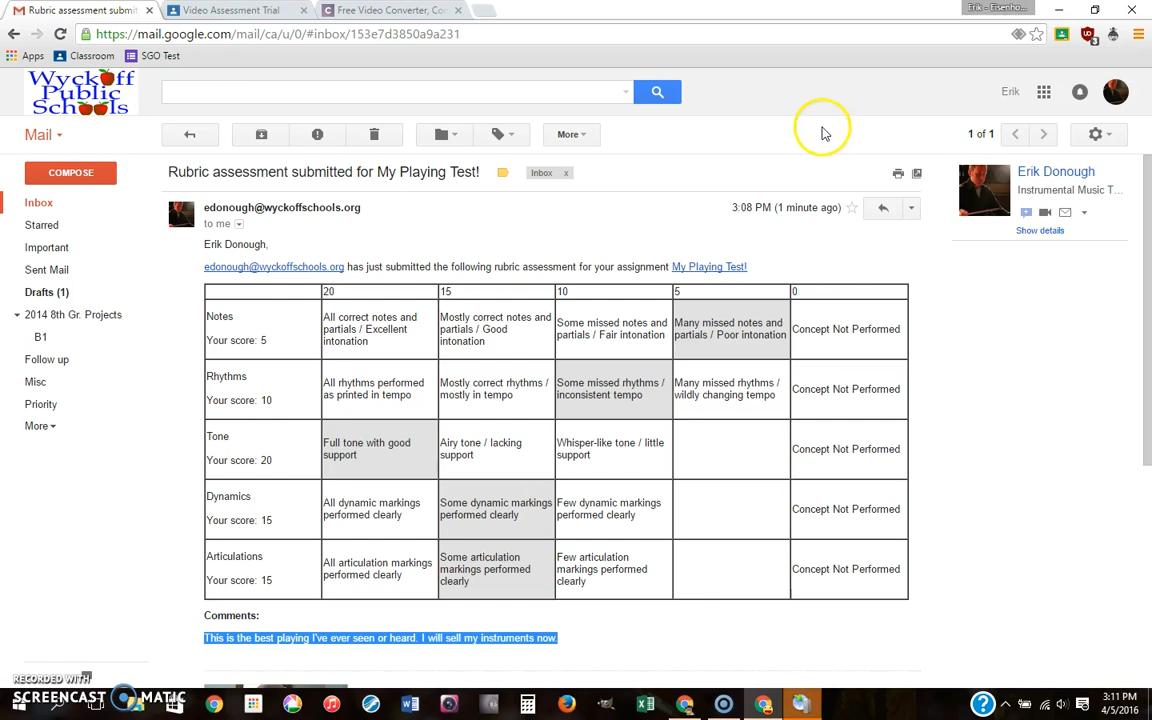 Rubric assessment submit
Video Assessment Trial
Free Video Converter, Co
Erik - Eisenho...
https://mail.google.com/mail/ca/u/0/#inbox/153e7d3850a9a231
Apps
Classroom
SGO Test
Wyckoff
Public
Schools
Erik
Mail
More
1 of 1
COMPOSE
Inbox
Starred
Important
Sent Mail
Drafts (1)
2014 8th Gr. Projects
B1
Follow up
Misc
Priority
More
Rubric assessment submitted for My Playing Test!
Inbox x
edonough@wyckoffschools.org
3:08 PM (1 minute ago)
to me
Erik Donough,
edonough@wyckoffschools.org has just submitted the following rubric assessment for your assignment My Playing Test!
20 15 10 5 0
Notes
Your score: 5
All correct notes and
partials / Excellent
intonation
Mostly correct notes and
partials / Good
intonation
Some missed notes and
partials / Fair intonation
Many missed notes and
partials / Poor intonation
Concept Not Performed
Rhythms
Your score: 10
All rhythms performed
as printed in tempo
Mostly correct rhythms /
mostly in tempo
Some missed rhythms /
inconsistent tempo
Many missed rhythms /
wildly changing tempo
Concept Not Performed
Tone
Your score: 20
Full tone with good
support
Airy tone / lacking
support
Whisper-like tone / little
support
Concept Not Performed
Dynamics
Your score: 15
All dynamic markings
performed clearly
Some dynamic markings
performed clearly
Few dynamic markings
performed clearly
Concept Not Performed
Articulations
Your score: 15
All articulation markings
performed clearly
Some articulation
markings performed
clearly
Few articulation
markings performed
clearly
Concept Not Performed
Comments:
This is the best playing I've ever seen or heard. I will sell my instruments now.
Erik Donough
Instrumental Music T...
Show details
RECORDED WITH
SCREENCAST MATIC
3:11 PM
4/5/2016